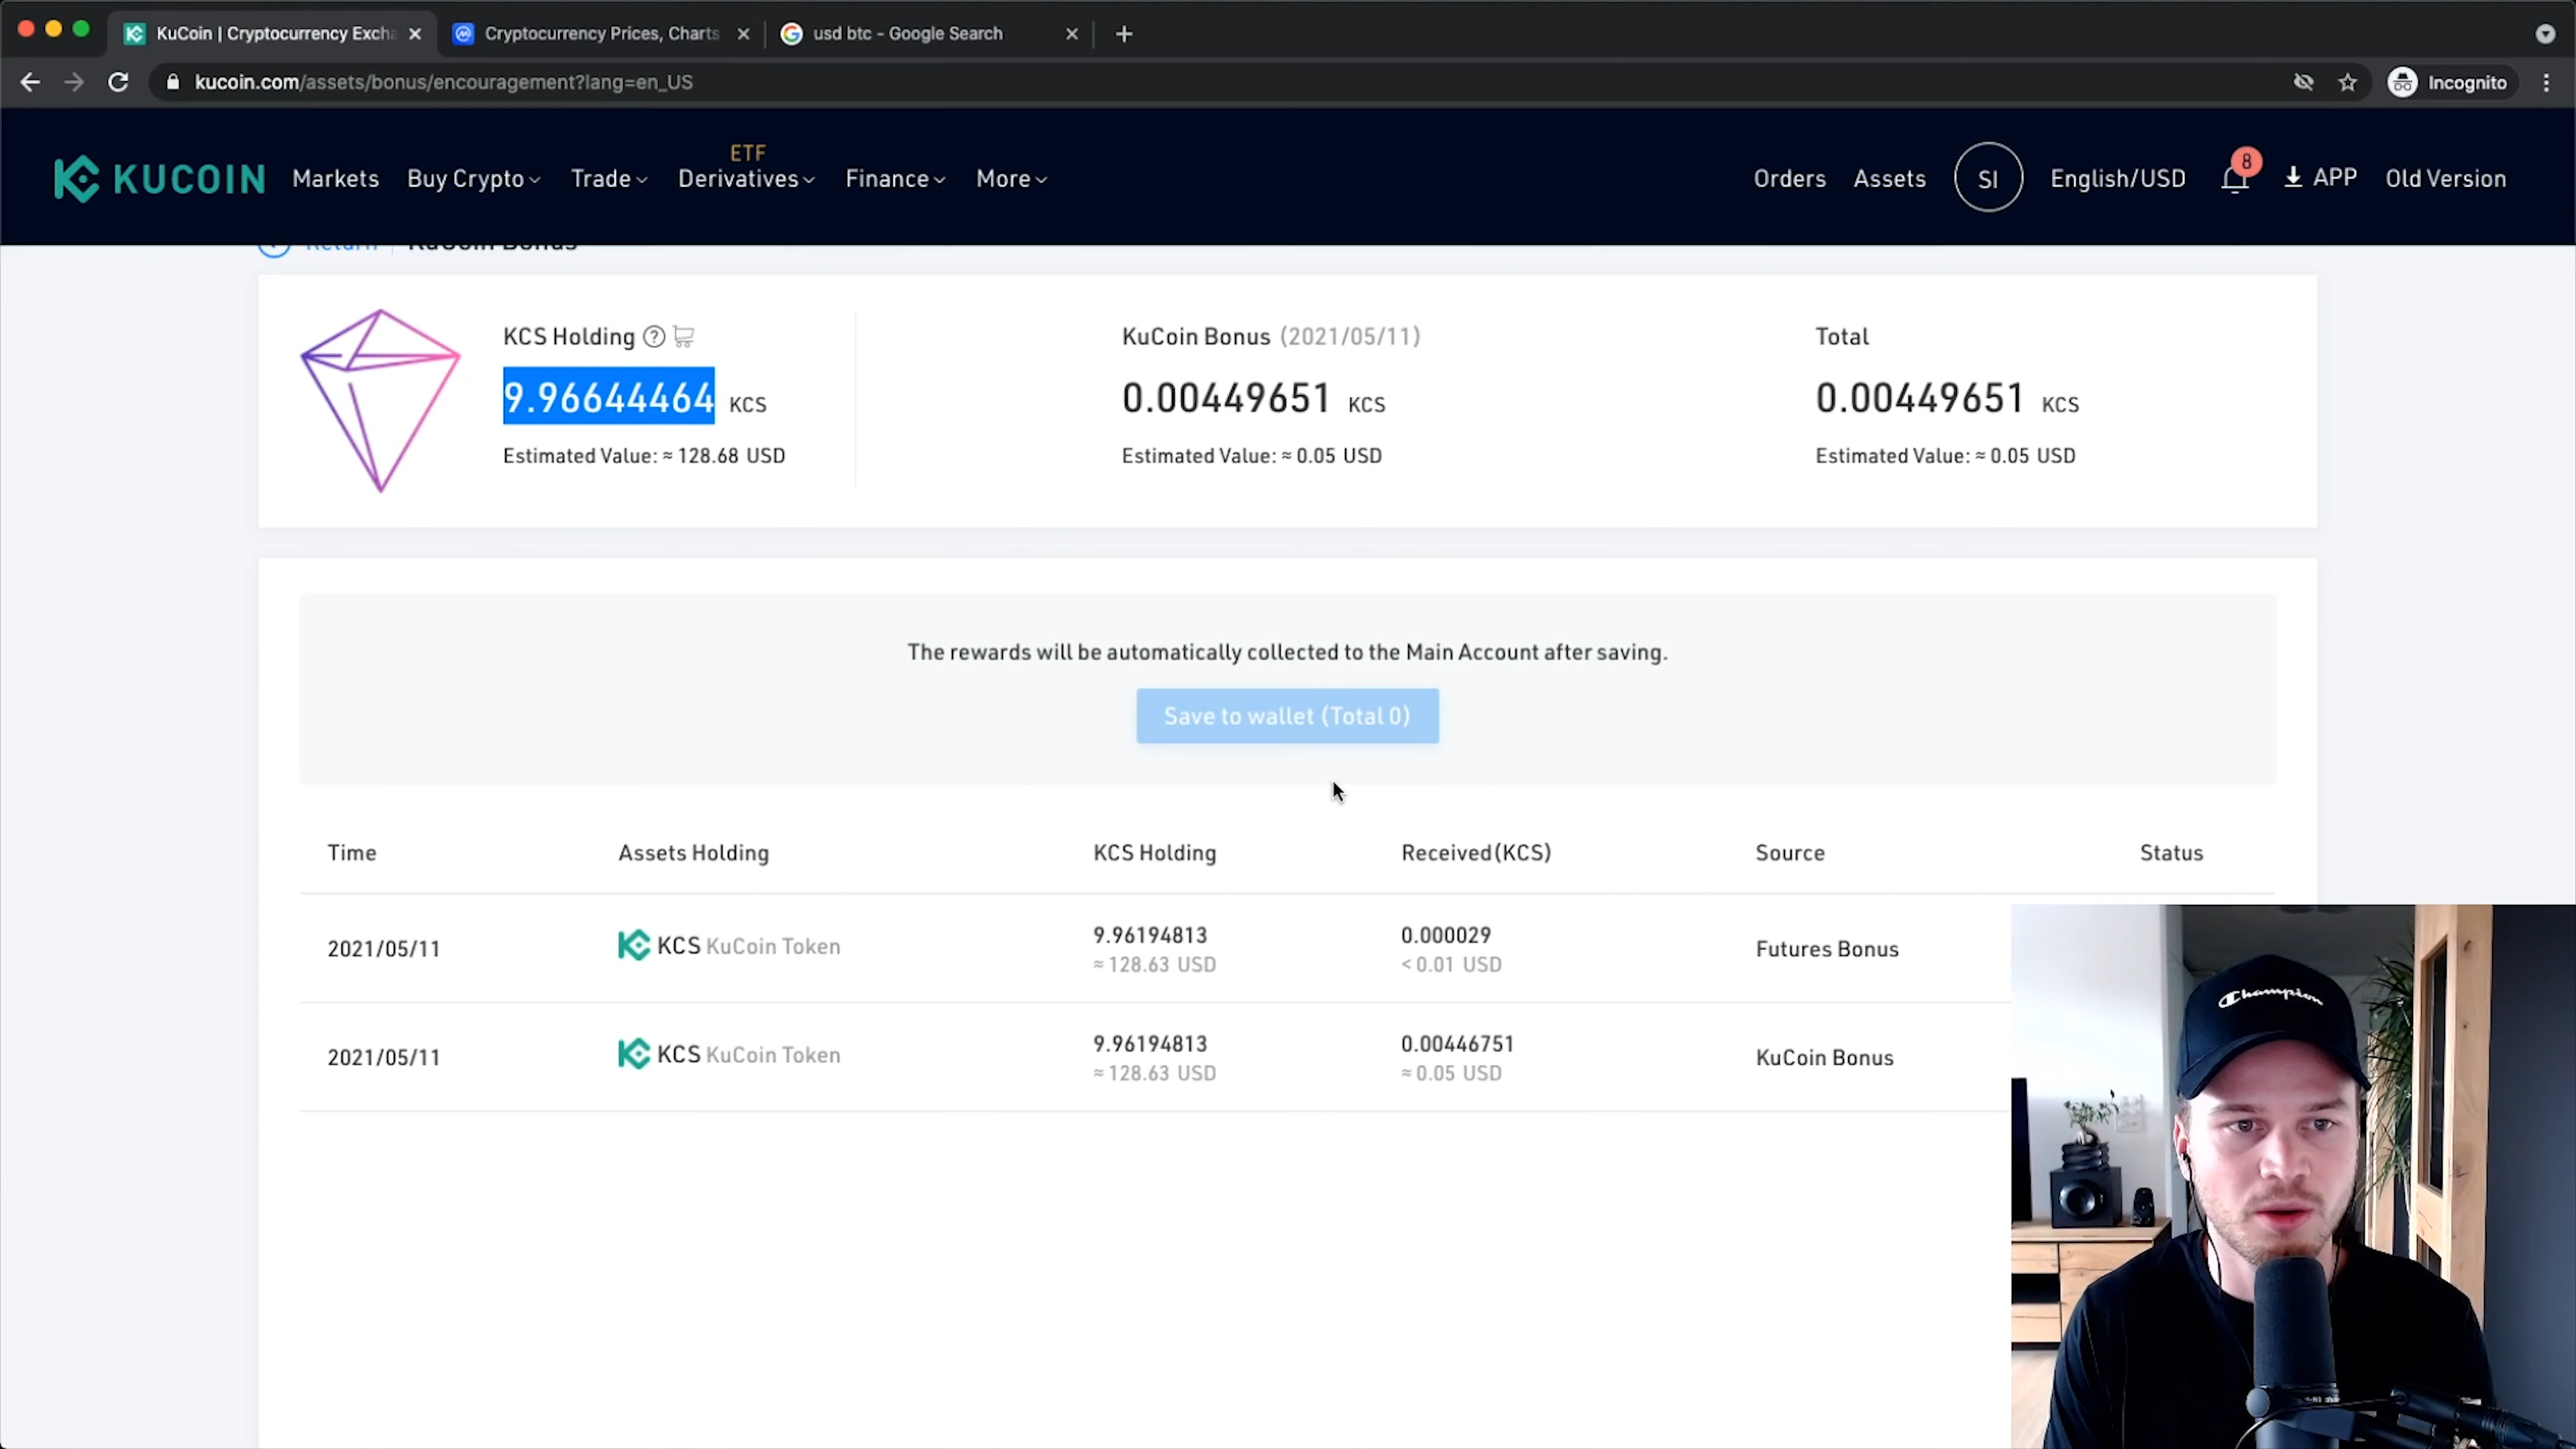 KuCoin | Cryptocurrency Excha
Cryptocurrency Prices, Charts
usd btc - Google Search
kucoin.com/assets/bonus/encouragement?lang=en_US
Incognito
KUCOIN
Markets
Buy Crypto
Trade
ETF
Derivatives
Finance
More
Orders
Assets
SI
English/USD
8
APP
Old Version
Return
KuCoin Bonus
KCS Holding
KuCoin Bonus (2021/05/11)
Total
9.96644464 KCS
0.00449651 KCS
0.00449651 KCS
Estimated Value: ≈ 128.68 USD
Estimated Value: ≈ 0.05 USD
Estimated Value: ≈ 0.05 USD
The rewards will be automatically collected to the Main Account after saving.
Save to wallet (Total 0)
Time
Assets Holding
KCS Holding
Received(KCS)
Source
Status
2021/05/11
KCS KuCoin Token
9.96194813
≈ 128.63 USD
0.000029
< 0.01 USD
Futures Bonus
2021/05/11
KCS KuCoin Token
9.96194813
≈ 128.63 USD
0.00446751
≈ 0.05 USD
KuCoin Bonus
Champion